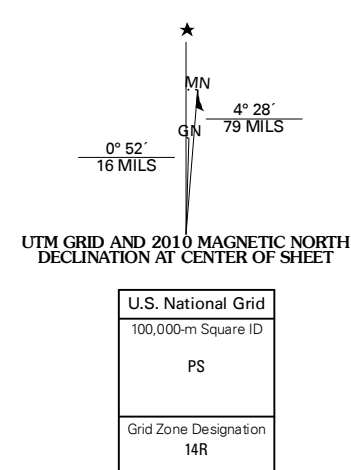 MN
4° 28´
79 MILS
GN
0° 52´
16 MILS
UTM GRID AND 2010 MAGNETIC NORTH
DECLINATION AT CENTER OF SHEET
U.S. National Grid
100,000-m Square ID
PS
Grid Zone Designation
14R